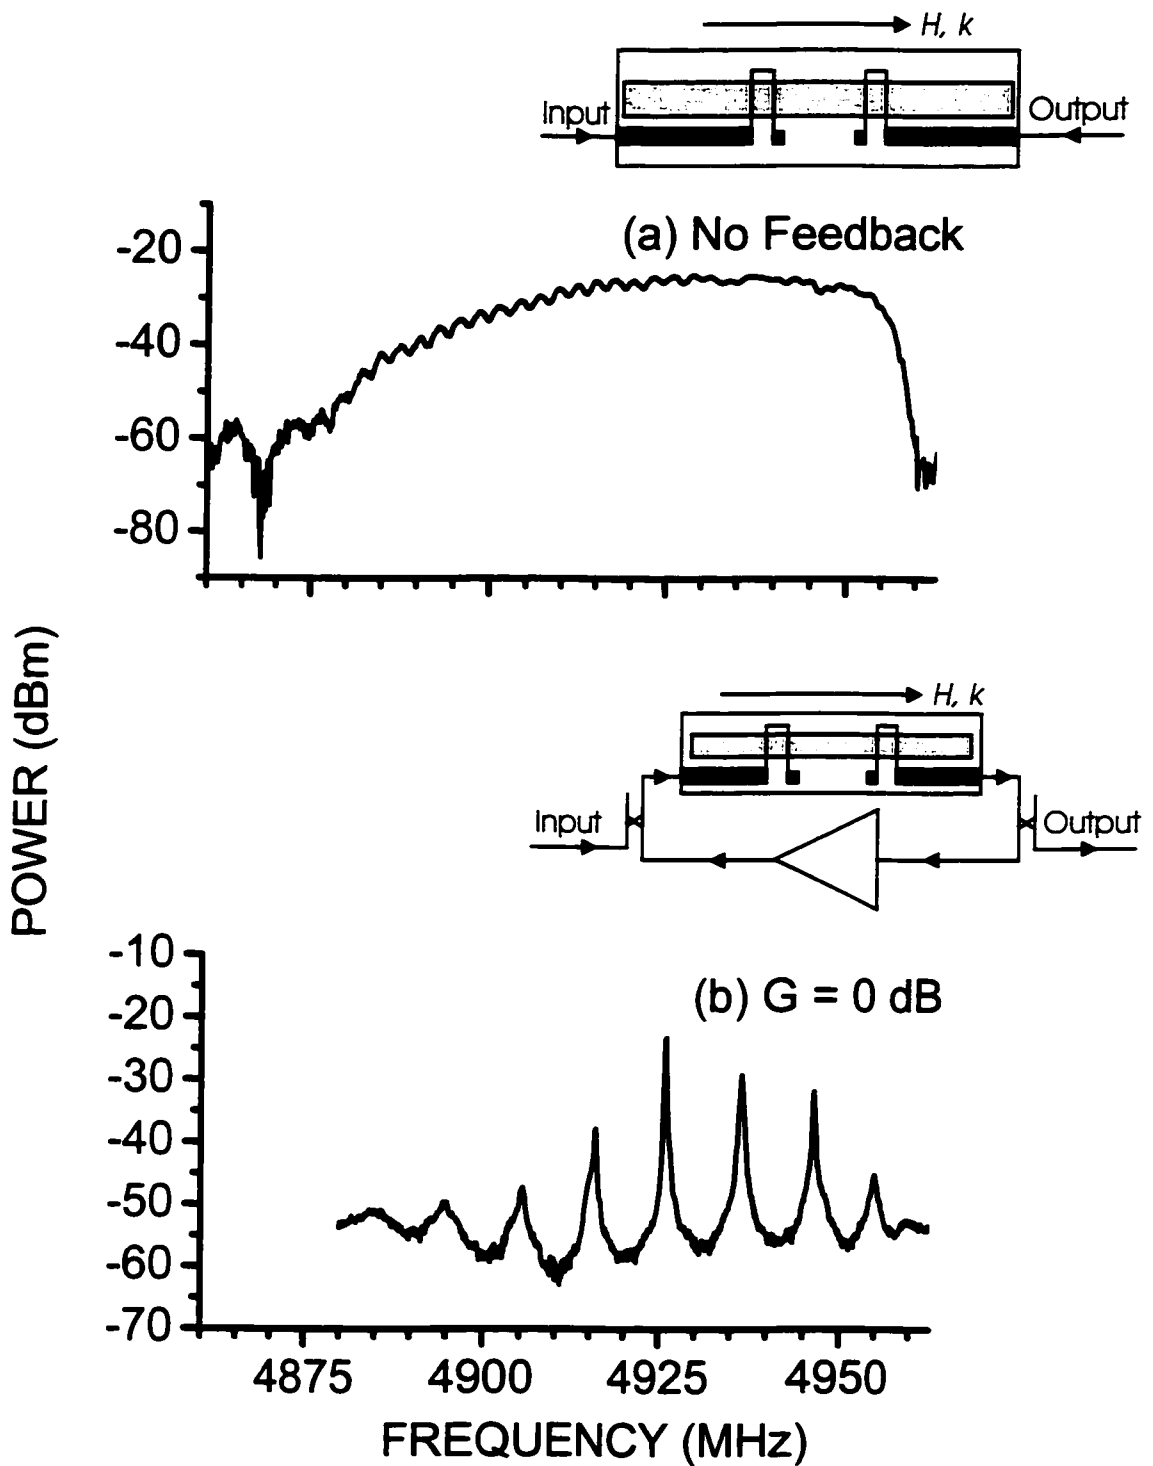 H, k
Input
Output
(a) No Feedback
-20
-40
-60
-80
POWER (dBm)
H, k
Input
Output
(b) G = 0 dB
-10
-20
-30
-40
-50
-60
-70
4875 4900 4925 4950
FREQUENCY (MHz)